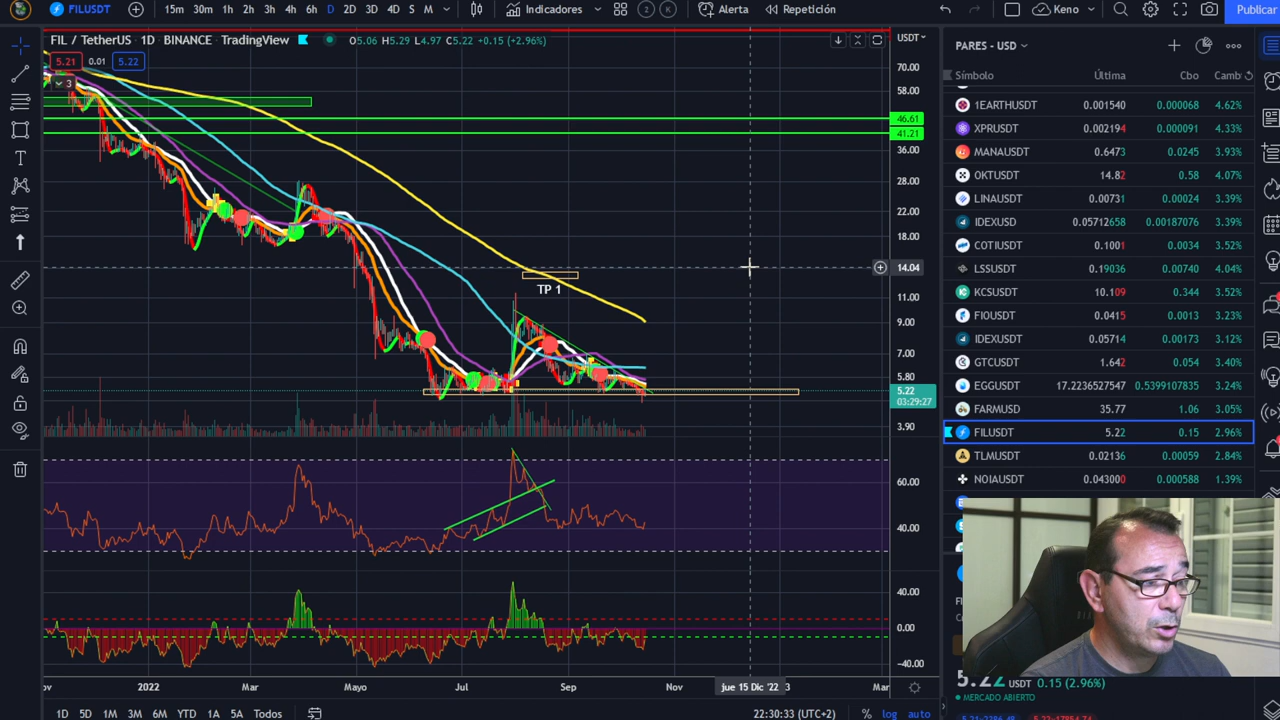 FILUSDT 15m 30m 1h 2h 3h 4h 6h D 2D 3D 4D S M Indicadores 2 K Alerta Repetición Keno Publicar
FIL / TetherUS · 1D · BINANCE · TradingView O5.06 H5.29 L4.97 C5.22 +0.15 (+2.96%)
5.21 0.01 5.22
3
USDT
70.00
58.00
46.61
41.21
36.00
28.00
22.00
18.00
14.04
11.00
9.00
7.00
5.80
5.22
03:29:27
3.90
TP 1
60.00
40.00
40.00
0.00
-40.00
2022 Mar Mayo Jul Sep Nov jue 15 Dic '22 3 Mar
1D 5D 1M 3M 6M YTD 1A 5A Todos
22:30:33 (UTC+2) % log auto
PARES - USD
Símbolo Última Cbo Camb
1EARTHUSDT 0.001540 0.000068 4.62%
XPRUSDT 0.002194 0.000091 4.33%
MANAUSDT 0.6473 0.0245 3.93%
OKTUSDT 14.82 0.58 4.07%
LINAUSDT 0.00731 0.00024 3.39%
IDEXUSD 0.05712658 0.00187076 3.39%
COTIUSDT 0.1001 0.0034 3.52%
LSSUSDT 0.19036 0.00740 4.04%
KCSUSDT 10.109 0.344 3.52%
FIOUSDT 0.0415 0.0013 3.23%
IDEXUSDT 0.05714 0.00173 3.12%
GTCUSDT 1.642 0.054 3.40%
EGGUSDT 17.2236527547 0.5399107835 3.24%
FARMUSD 35.77 1.06 3.05%
FILUSDT 5.22 0.15 2.96%
TLMUSDT 0.02136 0.00059 2.84%
NOIAUSDT 0.043000 0.000588 1.39%
5.22 USDT 0.15 (2.96%)
MERCADO ABIERTO